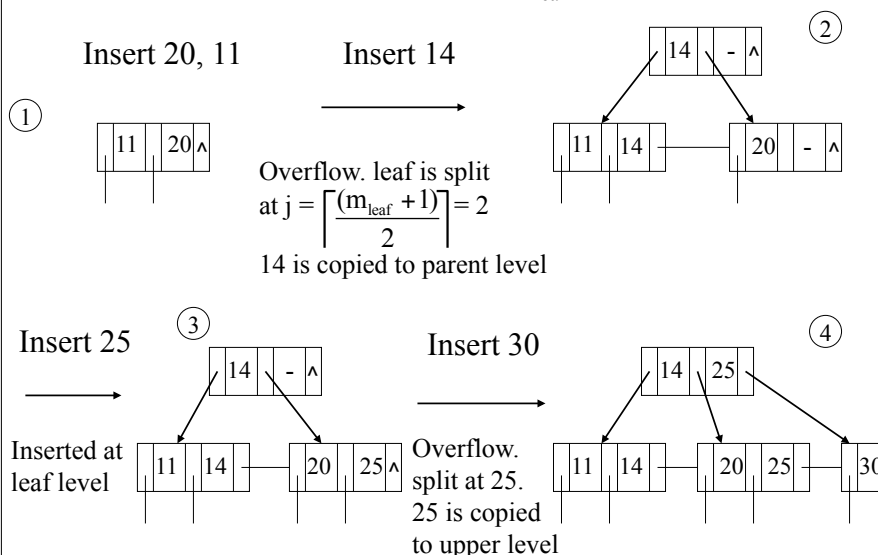 Insert 20, 11
Insert 14
2
14 - ʌ
1
11 20 ʌ
11 14
20 - ʌ
Overflow. leaf is split
at j = ⌈(m_leaf +1)/2⌉ = 2
14 is copied to parent level
Insert 25
3
14 - ʌ
Inserted at
leaf level
11 14
20 25 ʌ
Insert 30
4
14 25
Overflow.
split at 25.
25 is copied
to upper level
11 14
20 25
30